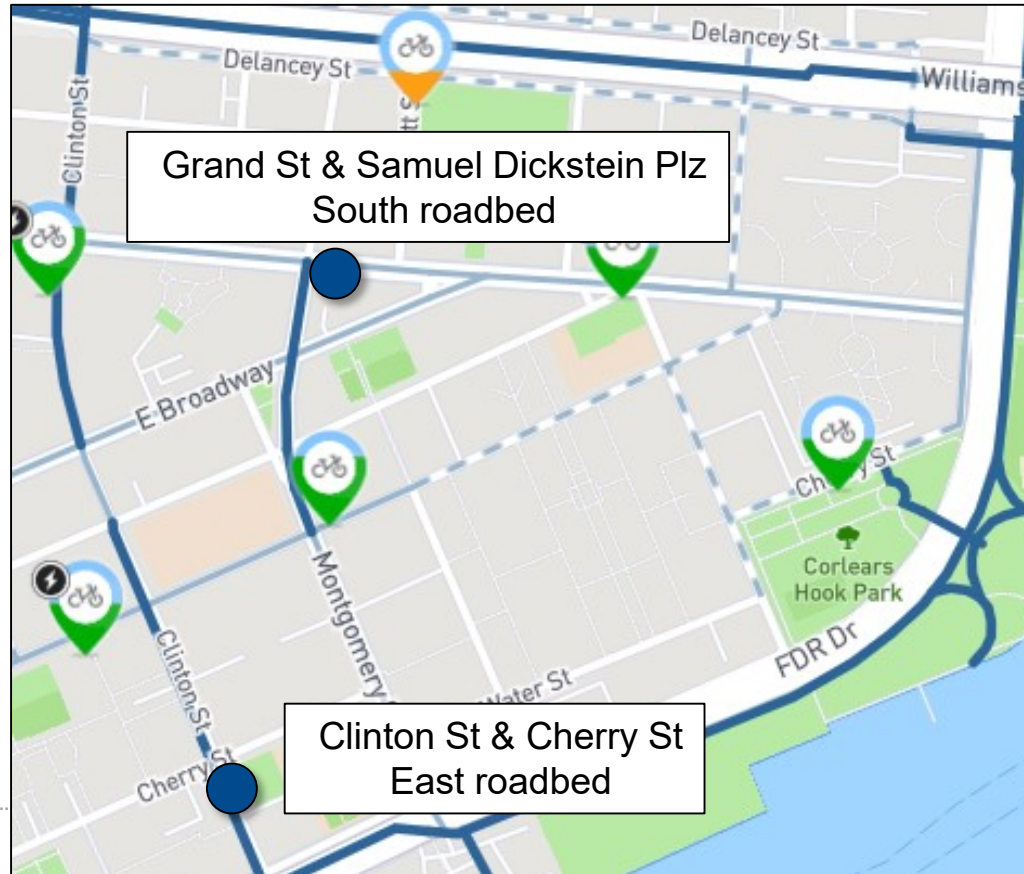 Delancey St
Delancey St
Williams
Clinton St
tt S
Grand St & Samuel Dickstein Plz
South roadbed
E Broadway
Cherry St
Corlears
Hook Park
Montgomery
FDR Dr
Clinton St
Water St
Clinton St & Cherry St
East roadbed
Cherry St